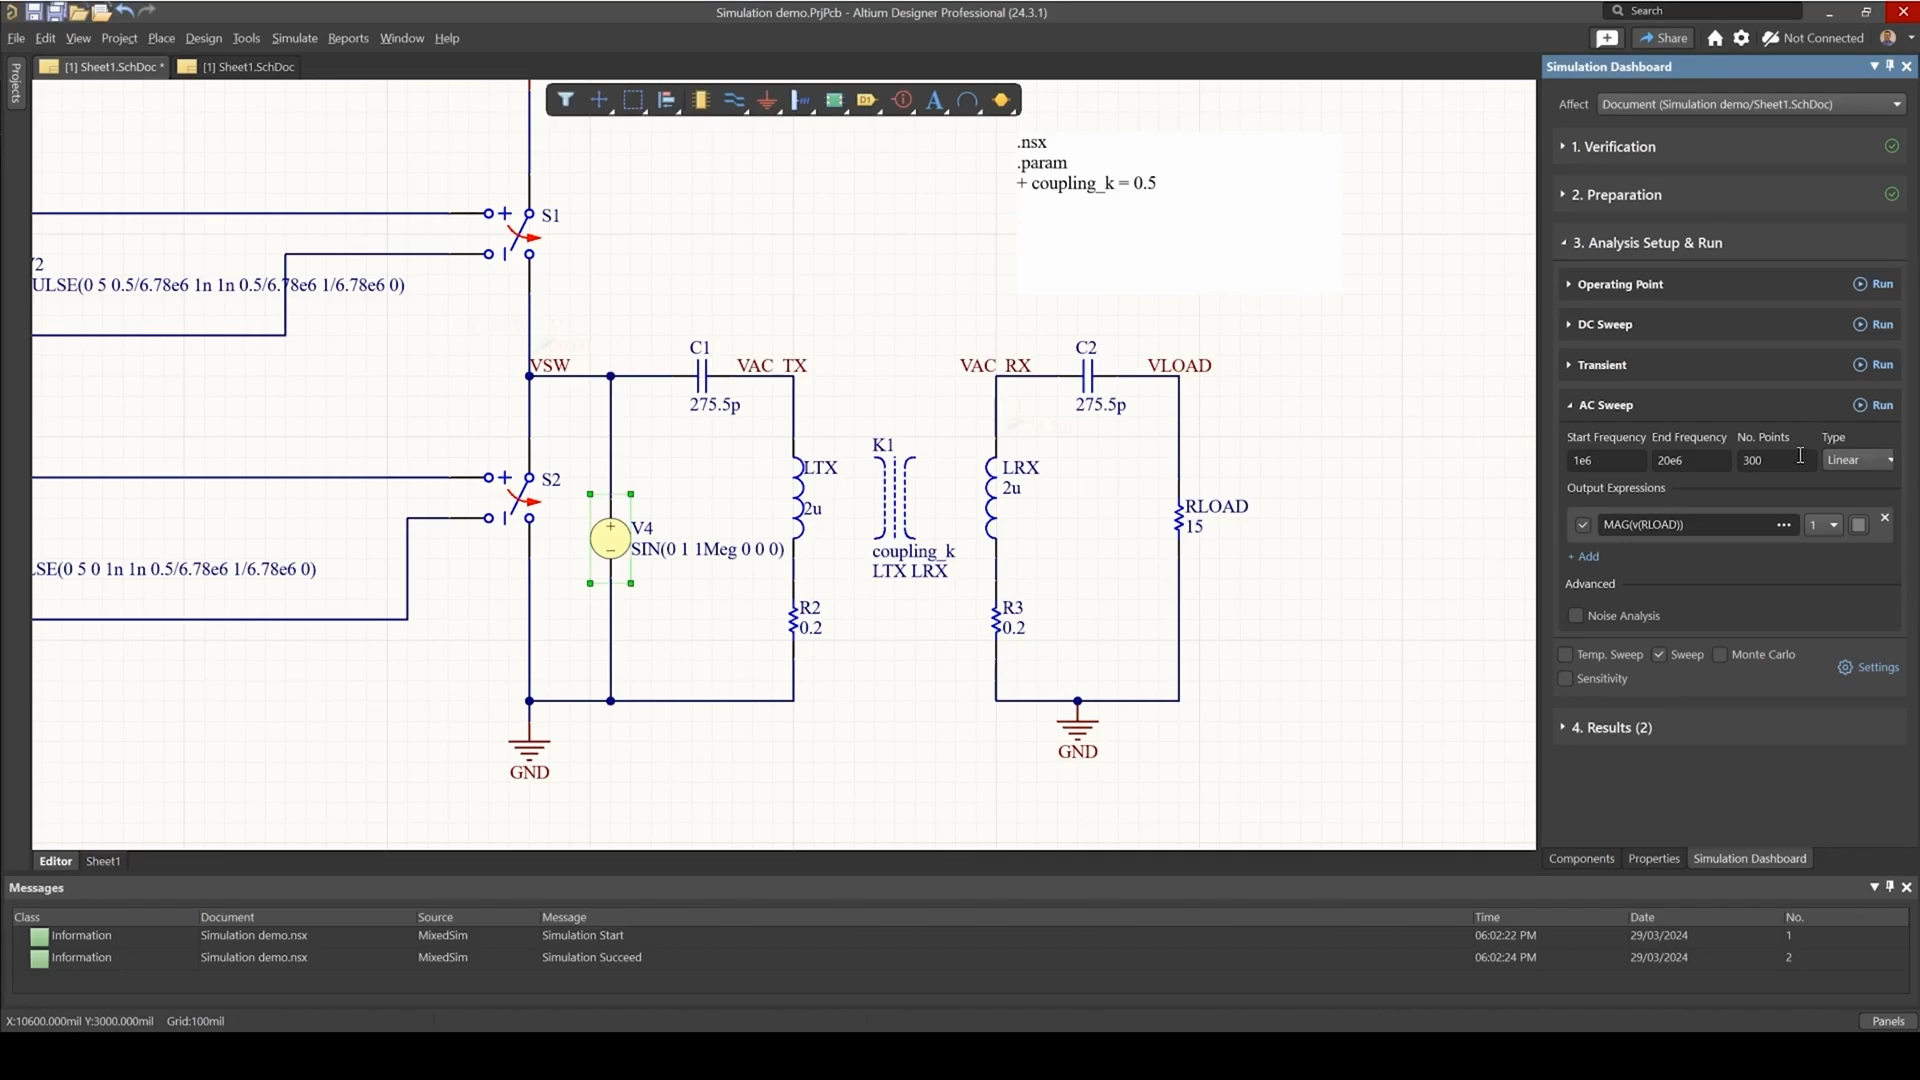 Simulation demo.PrjPcb - Altium Designer Professional (24.3.1)
Search
File Edit View Project Place Design Tools Simulate Reports Window Help
Share
Not Connected
Projects
[1] Sheet1.SchDoc *
[1] Sheet1.SchDoc
.nsx
.param
+ coupling_k = 0.5
S1
ULSE(0 5 0.5/6.78e6 1n 1n 0.5/6.78e6 1/6.78e6 0)
VSW
C1
275.5p
VAC_TX
VAC_RX
C2
275.5p
VLOAD
K1
coupling_k
LTX LRX
LTX
2u
LRX
2u
RLOAD
15
S2
V4
SIN(0 1 1Meg 0 0 0)
SE(0 5 0 1n 1n 0.5/6.78e6 1/6.78e6 0)
R2
0.2
R3
0.2
GND
GND
Simulation Dashboard
Affect Document (Simulation demo/Sheet1.SchDoc)
1. Verification
2. Preparation
3. Analysis Setup & Run
Operating Point Run
DC Sweep Run
Transient Run
AC Sweep Run
Start Frequency End Frequency No. Points Type
1e6 20e6 300 Linear
Output Expressions
MAG(v(RLOAD)) ••• 1
+ Add
Advanced
Noise Analysis
Temp. Sweep Sweep Monte Carlo
Settings
Sensitivity
4. Results (2)
Components Properties Simulation Dashboard
Editor Sheet1
Messages
Class Document Source Message Time Date No.
Information Simulation demo.nsx MixedSim Simulation Start 06:02:22 PM 29/03/2024 1
Information Simulation demo.nsx MixedSim Simulation Succeed 06:02:24 PM 29/03/2024 2
X:10600.000mil Y:3000.000mil Grid:100mil
Panels